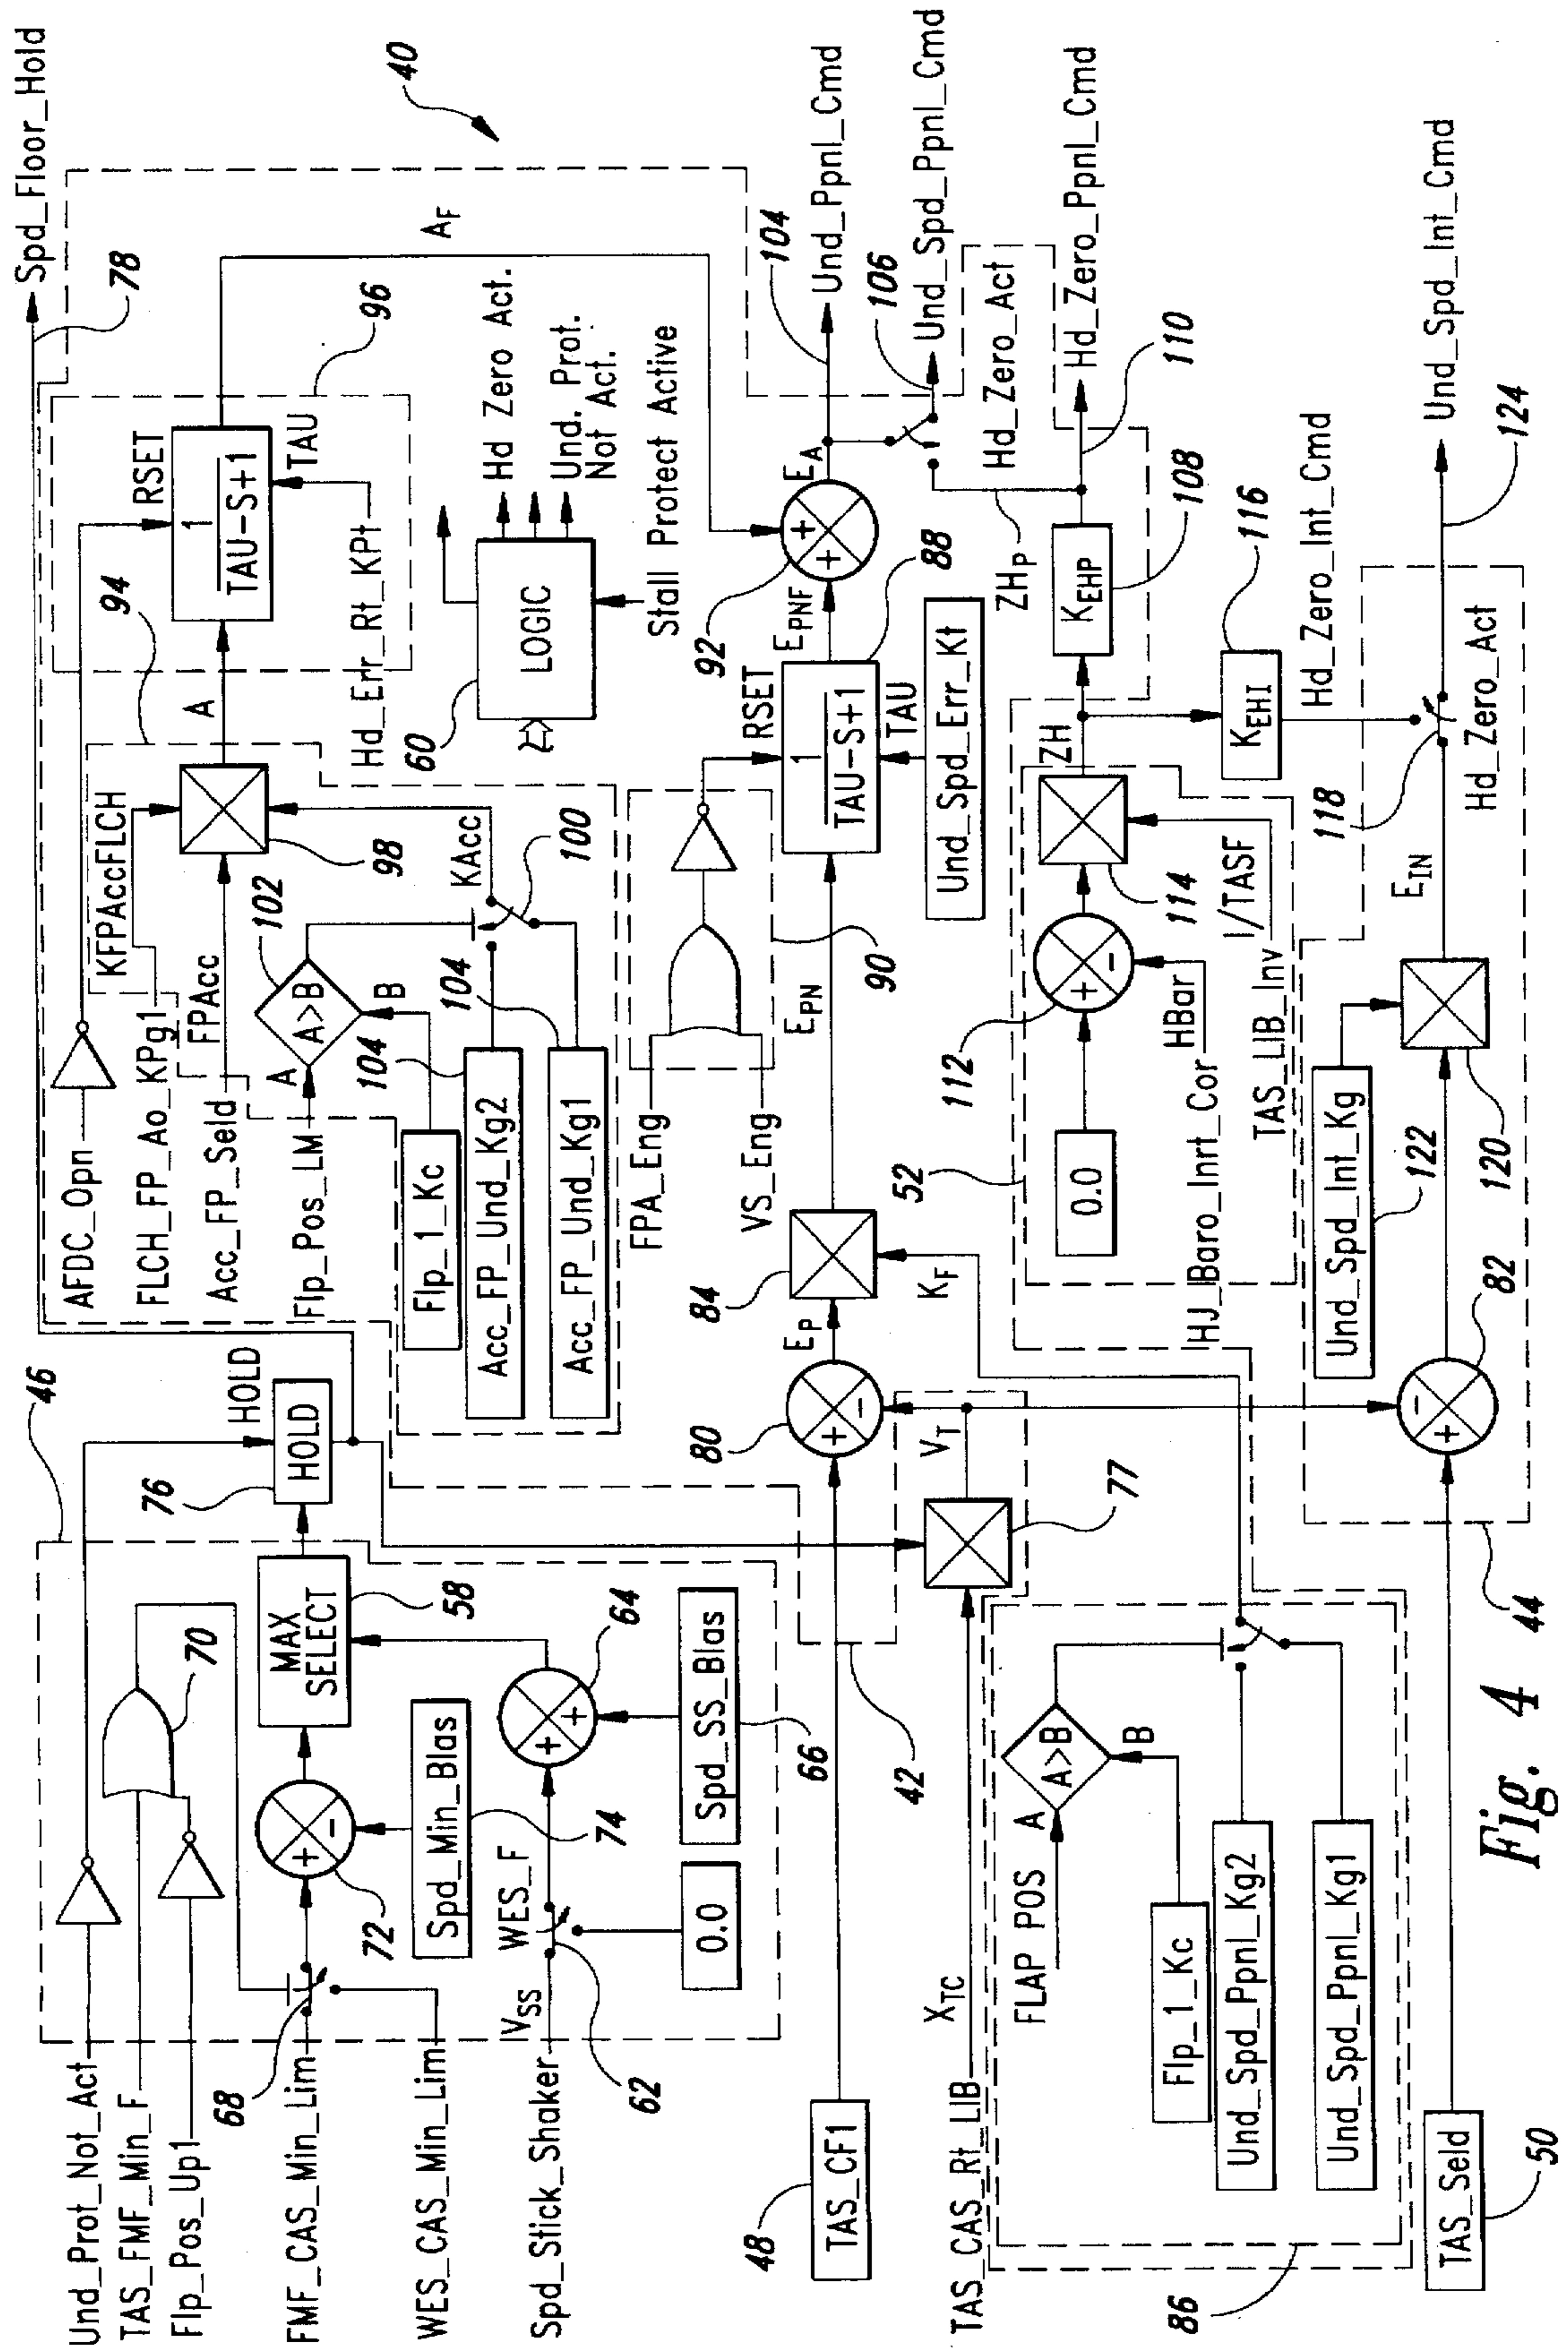 Und_Prot_Not_Act
TAS_FMF_Min_F
Flp_Pos_Up1
FMF_CAS_Min_Lim
WES_CAS_Min_Lim
Spd_Stick_Shaker
VSS
WES_F
62
68
70
72
+
-
Spd_Min_Blas
74
0.0
MAX
SELECT
58
+
+
64
Spd_SS_Blas
66
46
HOLD
HOLD
76
Spd_Floor_Hold
78
40
AFDC_Opn
FLCH_FP_Ao_KPg1
KFPAccFLCH
Acc_FP_Seld
FPAcc
Flp_Pos_LM
A
A>B
B
102
Flp_1_Kc
Acc_FP_Und_Kg2
104
Acc_FP_Und_Kg1
104
KAcc
100
98
94
A
RSET
1
TAU-S+1
TAU
96
Hd_Err_Rt_KPt
AF
60
LOGIC
Hd Zero Act.
Und. Prot.
Not Act.
Stall Protect Active
48
TAS_CF1
42
80
+
-
EP
84
KF
EPN
FPA_Eng
VS_Eng
90
RSET
1
TAU-S+1
TAU
88
Und_Spd_Err_Kt
EPNF
92
+
+
EA
104
Und_Ppnl_Cmd
106
Und_Spd_Ppnl_Cmd
Hd_Zero_Act
TAS_CAS_Rt_LIB
XTC
77
VT
52
0.0
112
+
-
HBar
HJ_Baro_Inrt_Cor
114
1/TASF
TAS_LIB_Inv
ZH
KEHP
108
ZHP
110
Hd_Zero_Ppnl_Cmd
KEHI
116
Hd_Zero_Int_Cmd
86
FLAP POS
A
A>B
B
Flp_1_Kc
Und_Spd_Ppnl_Kg2
Und_Spd_Ppnl_Kg1
50
TAS_Seld
44
82
+
-
Und_Spd_Int_Kg
122
120
EIN
118
Hd_Zero_Act
124
Und_Spd_Int_Cmd
Fig. 4